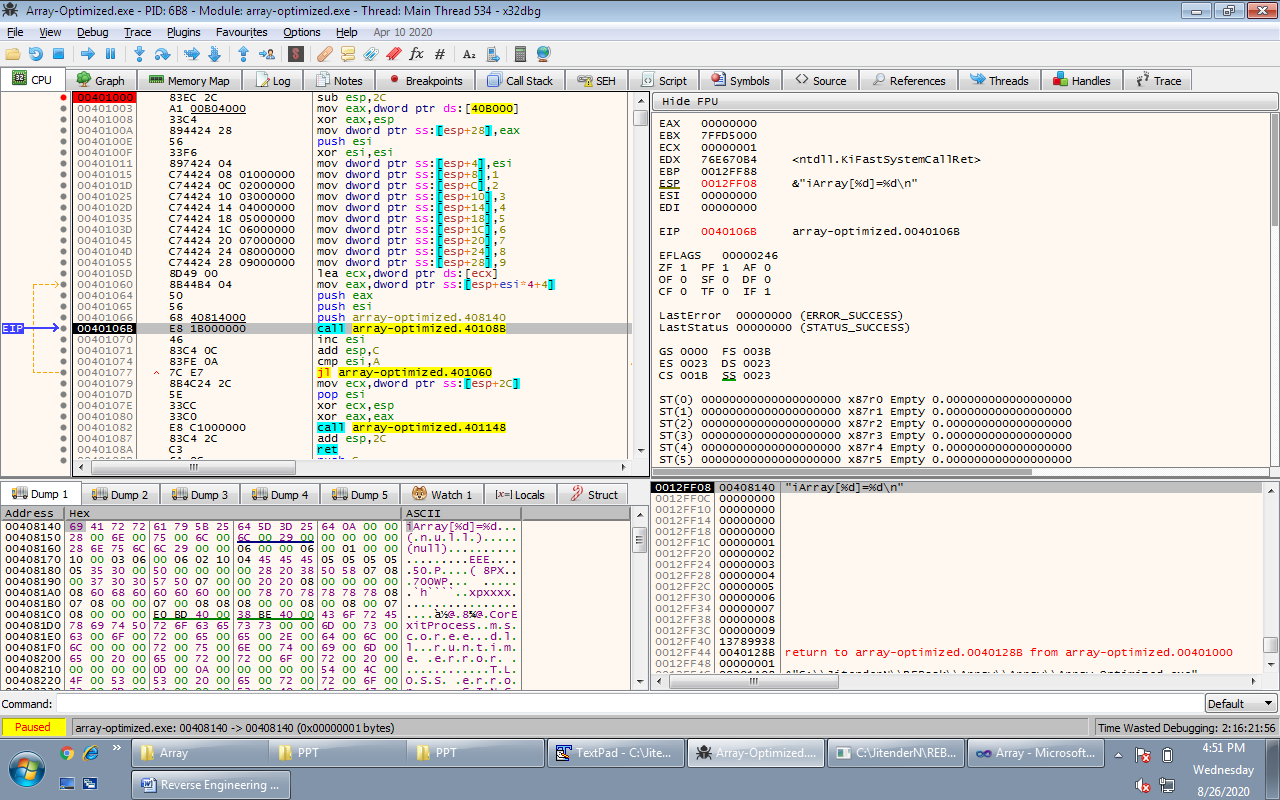 Array-Optimized.exe - PID: 6B8 - Module: array-optimized.exe - Thread: Main Thread 534 - x32dbg
File View Debug Trace Plugins Favourites Options Help Apr 10 2020
CPU Graph Memory Map Log Notes Breakpoints Call Stack SEH Script Symbols Source References Threads Handles Trace
00401000 83EC 2C sub esp,2C
00401003 A1 00B04000 mov eax,dword ptr ds:[40B000]
00401008 33C4 xor eax,esp
0040100A 894424 28 mov dword ptr ss:[esp+28],eax
0040100E 56 push esi
0040100F 33F6 xor esi,esi
00401011 897424 04 mov dword ptr ss:[esp+4],esi
00401015 C74424 08 01000000 mov dword ptr ss:[esp+8],1
0040101D C74424 0C 02000000 mov dword ptr ss:[esp+C],2
00401025 C74424 10 03000000 mov dword ptr ss:[esp+10],3
0040102D C74424 14 04000000 mov dword ptr ss:[esp+14],4
00401035 C74424 18 05000000 mov dword ptr ss:[esp+18],5
0040103D C74424 1C 06000000 mov dword ptr ss:[esp+1C],6
00401045 C74424 20 07000000 mov dword ptr ss:[esp+20],7
0040104D C74424 24 08000000 mov dword ptr ss:[esp+24],8
00401055 C74424 28 09000000 mov dword ptr ss:[esp+28],9
0040105D 8D49 00 lea ecx,dword ptr ds:[ecx]
00401060 8B44B4 04 mov eax,dword ptr ss:[esp+esi*4+4]
00401064 50 push eax
00401065 56 push esi
00401066 68 40814000 push array-optimized.408140
EIP 0040106B E8 1B000000 call array-optimized.40108B
00401070 46 inc esi
00401071 83C4 0C add esp,C
00401074 83FE 0A cmp esi,A
00401077 7C E7 jl array-optimized.401060
00401079 8B4C24 2C mov ecx,dword ptr ss:[esp+2C]
0040107D 5E pop esi
0040107E 33CC xor ecx,esp
00401080 33C0 xor eax,eax
00401082 E8 C1000000 call array-optimized.401148
00401087 83C4 2C add esp,2C
0040108A C3 ret
Hide FPU
EAX 00000000
EBX 7FFD5000
ECX 00000001
EDX 76E670B4 <ntdll.KiFastSystemCallRet>
EBP 0012FF88
ESP 0012FF08 &"iArray[%d]=%d\n"
ESI 00000000
EDI 00000000
EIP 0040106B array-optimized.0040106B
EFLAGS 00000246
ZF 1 PF 1 AF 0
OF 0 SF 0 DF 0
CF 0 TF 0 IF 1
LastError 00000000 (ERROR_SUCCESS)
LastStatus 00000000 (STATUS_SUCCESS)
GS 0000 FS 003B
ES 0023 DS 0023
CS 001B SS 0023
ST(0) 00000000000000000000 x87r0 Empty 0.000000000000000000
ST(1) 00000000000000000000 x87r1 Empty 0.000000000000000000
ST(2) 00000000000000000000 x87r2 Empty 0.000000000000000000
ST(3) 00000000000000000000 x87r3 Empty 0.000000000000000000
ST(4) 00000000000000000000 x87r4 Empty 0.000000000000000000
ST(5) 00000000000000000000 x87r5 Empty 0.000000000000000000
Dump 1 Dump 2 Dump 3 Dump 4 Dump 5 Watch 1 Locals Struct
Address Hex ASCII
00408140 69 41 72 72 61 79 5B 25 64 5D 3D 25 64 0A 00 00 iArray[%d]=%d...
00408150 28 00 6E 00 75 00 6C 00 6C 00 29 00 00 00 00 00 (.n.u.l.l.).....
00408160 28 6E 75 6C 6C 29 00 00 06 00 00 06 00 01 00 00 (null)..........
00408170 10 00 03 06 00 06 02 10 04 45 45 45 05 05 05 05 .........EEE....
00408180 05 35 30 00 50 00 00 00 00 28 20 38 50 58 07 08 .50.P....( 8PX..
00408190 00 37 30 30 57 50 07 00 00 20 20 08 00 00 00 00 .700WP...  .....
004081A0 08 60 68 60 60 60 60 00 00 78 70 78 78 78 78 08 .`h````..xpxxxx.
004081B0 07 08 00 00 07 00 08 08 08 00 00 08 00 08 00 07 ................
004081C0 08 00 00 00 E0 BD 40 00 38 BE 40 00 43 6F 72 45 ....à½@.8¾@.CorE
004081D0 78 69 74 50 72 6F 63 65 73 73 00 00 6D 00 73 00 xitProcess..m.s.
004081E0 63 00 6F 00 72 00 65 00 65 00 2E 00 64 00 6C 00 c.o.r.e.e...d.l.
004081F0 6C 00 00 00 72 00 75 00 6E 00 74 00 69 00 6D 00 l...r.u.n.t.i.m.
00408200 65 00 20 00 65 00 72 00 72 00 6F 00 72 00 20 00 e. .e.r.r.o.r. .
00408210 00 00 00 00 0D 00 0A 00 00 00 00 00 54 00 4C 00 ............T.L.
00408220 4F 00 53 00 53 00 20 00 65 00 72 00 72 00 6F 00 O.S.S. .e.r.r.o.
0012FF08 00408140 "iArray[%d]=%d\n"
0012FF0C 00000000
0012FF10 00000000
0012FF14 00000000
0012FF18 00000000
0012FF1C 00000001
0012FF20 00000002
0012FF24 00000003
0012FF28 00000004
0012FF2C 00000005
0012FF30 00000006
0012FF34 00000007
0012FF38 00000008
0012FF3C 00000009
0012FF40 13789938
0012FF44 0040128B return to array-optimized.0040128B from array-optimized.00401000
0012FF48 00000001
Command: Default
Paused array-optimized.exe: 00408140 -> 00408140 (0x00000001 bytes) Time Wasted Debugging: 2:16:21:56
Array PPT PPT TextPad - C:\Jite... Array-Optimized.... C:\JitenderN\REB... Array - Microsoft...
Reverse Engineering ...
4:51 PM
Wednesday
8/26/2020